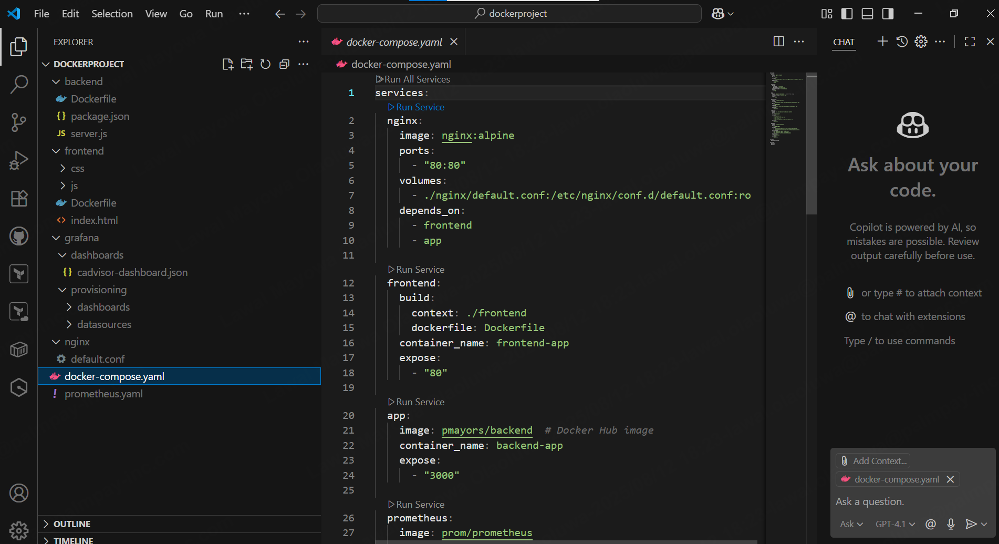 File Edit Selection View Go Run ··· dockerproject
EXPLORER
DOCKERPROJECT
backend
Dockerfile
{} package.json
JS server.js
frontend
css
js
Dockerfile
<> index.html
grafana
dashboards
{} cadvisor-dashboard.json
provisioning
dashboards
datasources
nginx
default.conf
docker-compose.yaml
! prometheus.yaml
OUTLINE
TIMELINE
docker-compose.yaml
docker-compose.yaml
Run All Services
1 services:
Run Service
2 nginx:
3 image: nginx:alpine
4 ports:
5 - "80:80"
6 volumes:
7 - ./nginx/default.conf:/etc/nginx/conf.d/default.conf:ro
8 depends_on:
9 - frontend
10 - app
11
Run Service
12 frontend:
13 build:
14 context: ./frontend
15 dockerfile: Dockerfile
16 container_name: frontend-app
17 expose:
18 - "80"
19
Run Service
20 app:
21 image: pmayors/backend # Docker Hub image
22 container_name: backend-app
23 expose:
24 - "3000"
25
Run Service
26 prometheus:
27 image: prom/prometheus
CHAT
Ask about your
code.
Copilot is powered by AI, so
mistakes are possible. Review
output carefully before use.
or type # to attach context
@ to chat with extensions
Type / to use commands
Add Context...
docker-compose.yaml
Ask a question.
Ask GPT-4.1 @